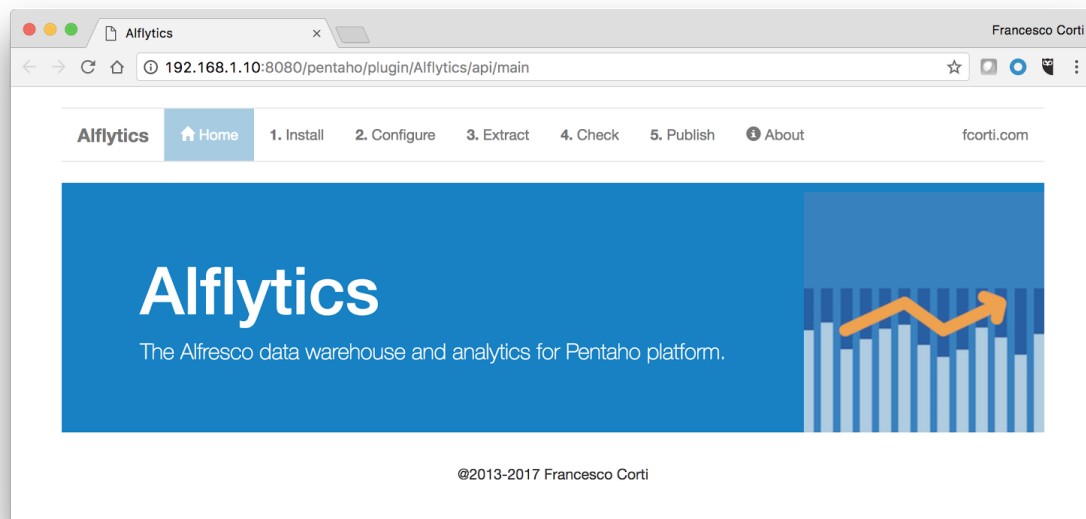 Alflytics
Francesco Corti
192.168.1.10:8080/pentaho/plugin/Alflytics/api/main
Alflytics Home 1. Install 2. Configure 3. Extract 4. Check 5. Publish About fcorti.com
Alflytics
The Alfresco data warehouse and analytics for Pentaho platform.
@2013-2017 Francesco Corti